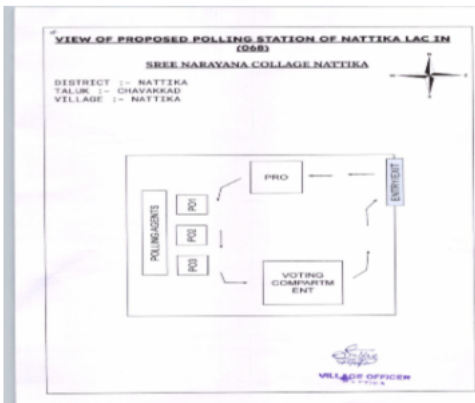 VIEW OF PROPOSED POLLING STATION OF NATTIKA LAC IN
(068)
SREE NARAYANA COLLAGE NATTIKA
DISTRICT :- NATTIKA
TALUK :- CHAVAKKAD
VILLAGE :- NATTIKA
PRO
ENTRY/EXIT
POLLING AGENTS
PO1
PO2
PO3
VOTING
COMPARTM
ENT
VILLAGE OFFICER
NATTIKA